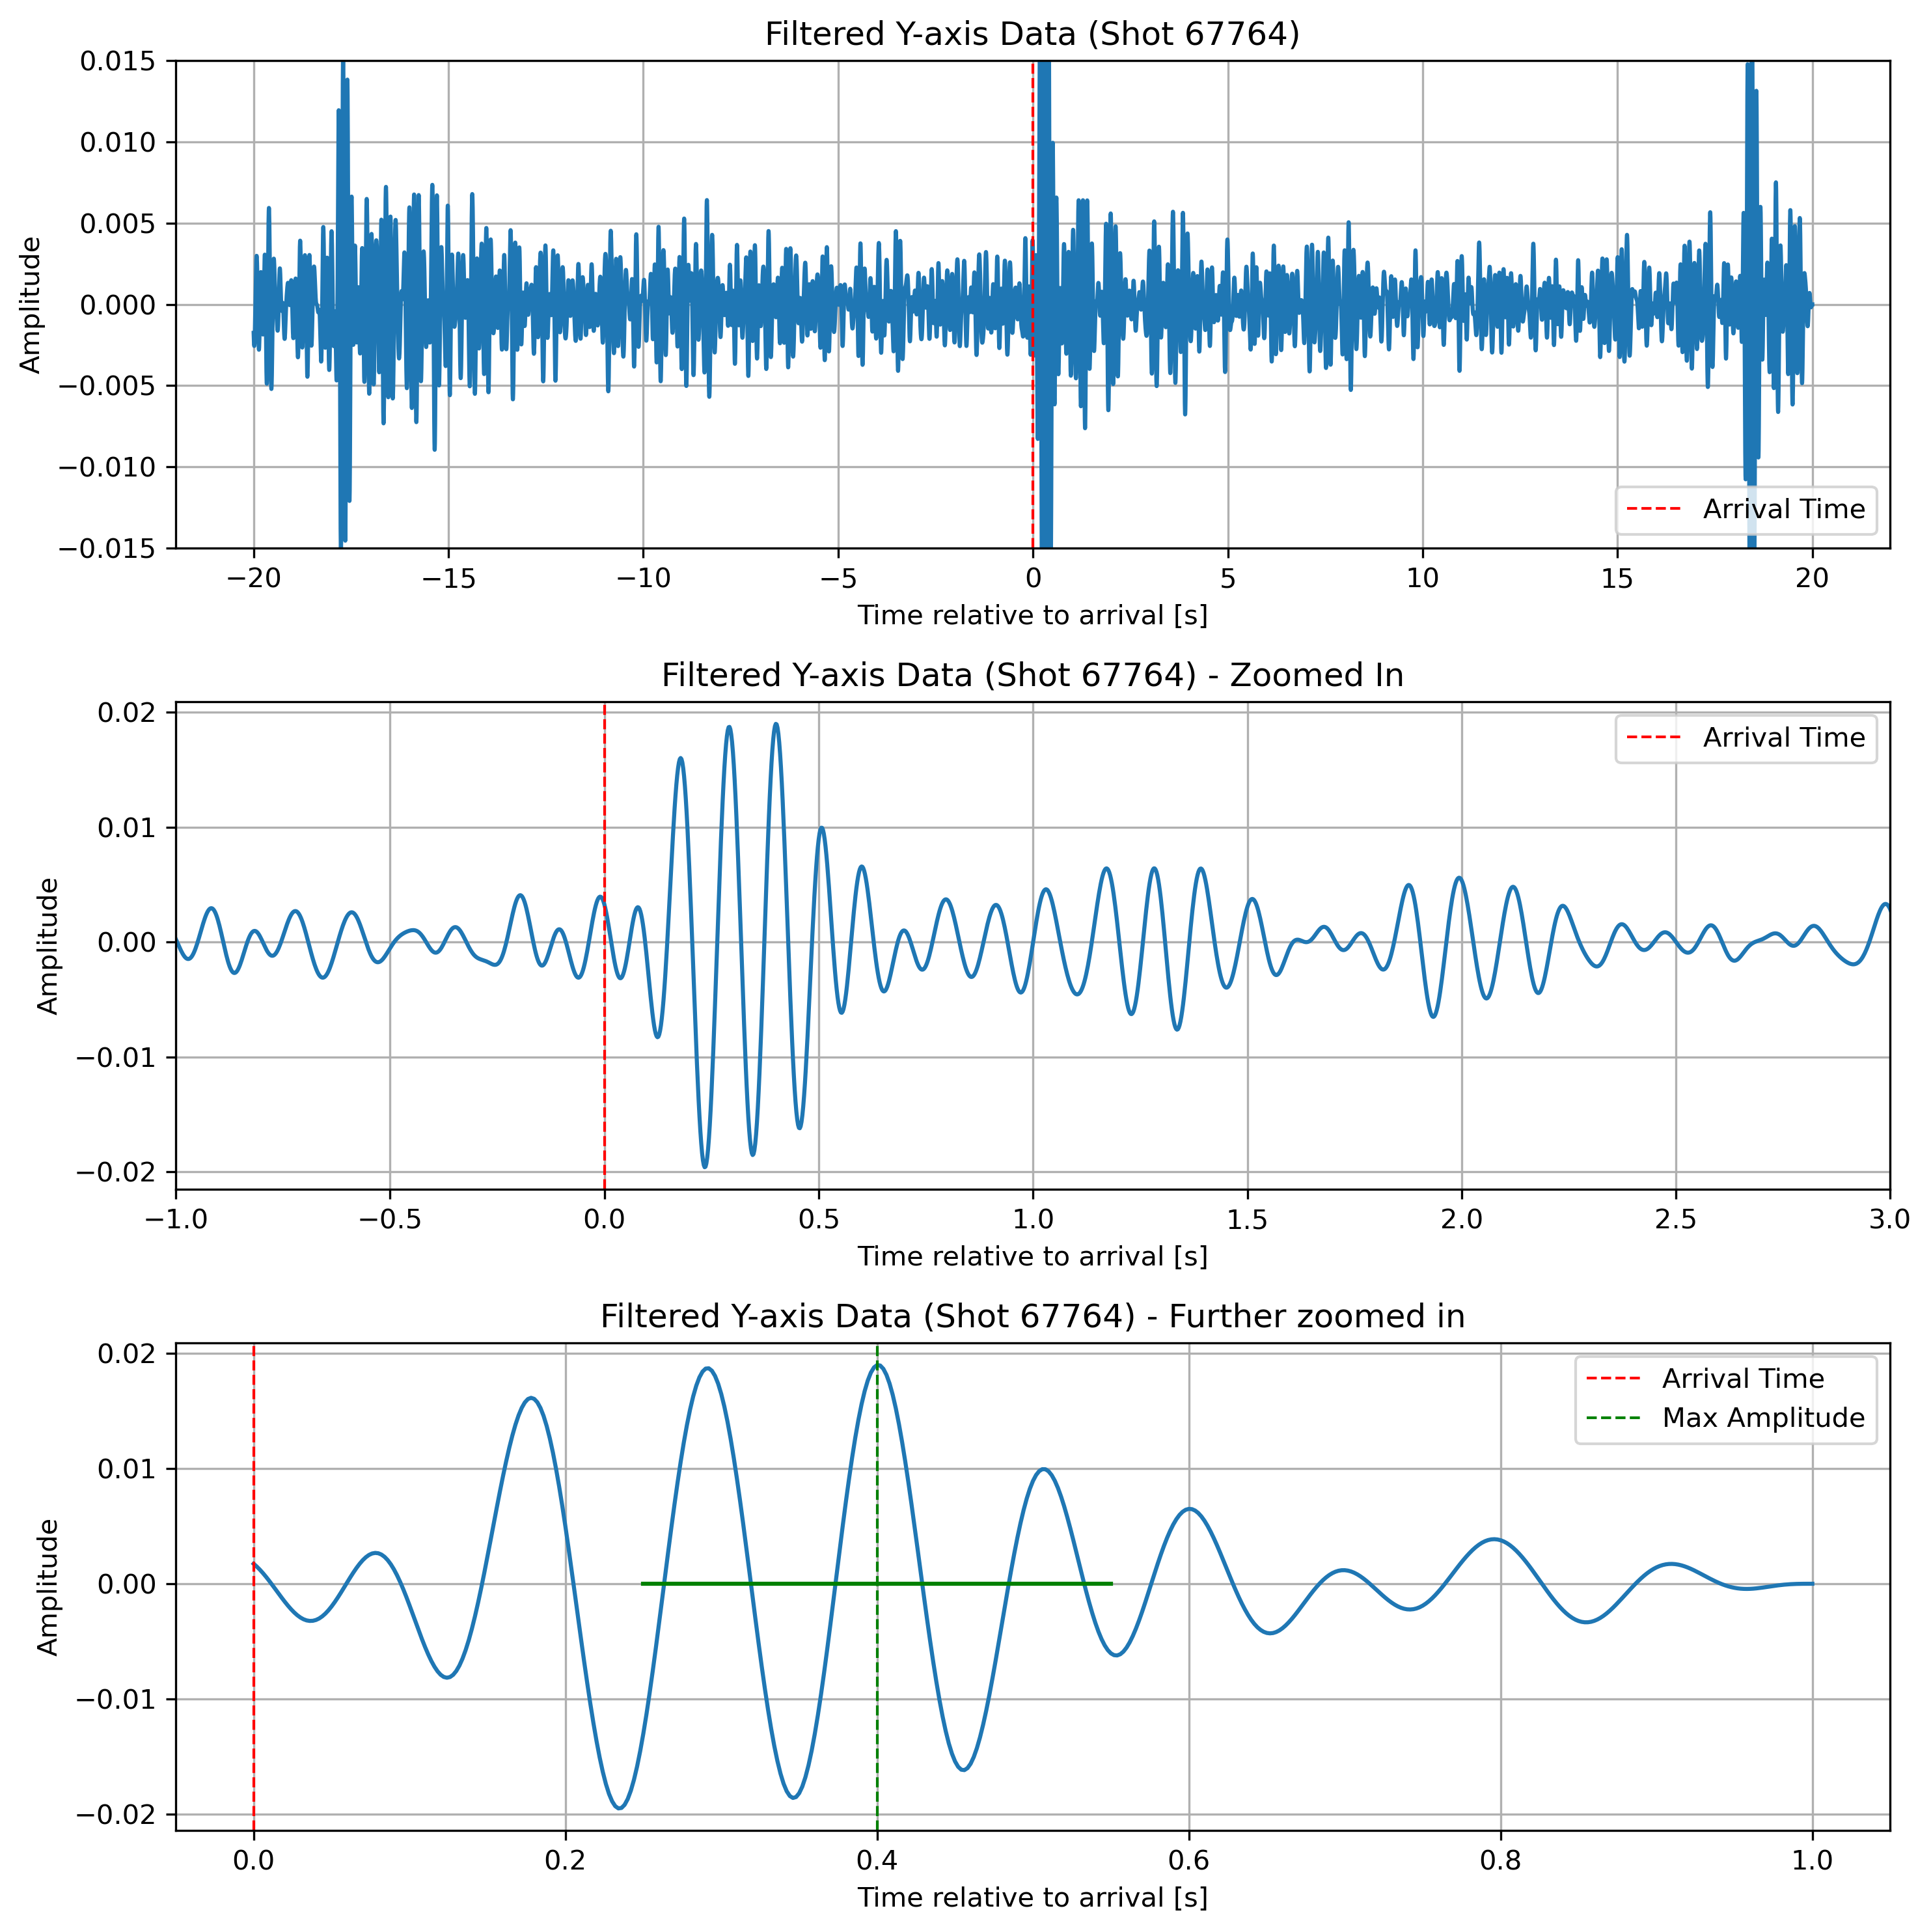 Filtered Y-axis Data (Shot 67764)
0.015
0.010
0.005
0.000
−0.005
−0.010
−0.015
Amplitude
Arrival Time
−20 −15 −10 −5 0 5 10 15 20
Time relative to arrival [s]
Filtered Y-axis Data (Shot 67764) - Zoomed In
0.02
0.01
0.00
−0.01
−0.02
Amplitude
Arrival Time
−1.0 −0.5 0.0 0.5 1.0 1.5 2.0 2.5 3.0
Time relative to arrival [s]
Filtered Y-axis Data (Shot 67764) - Further zoomed in
0.02
0.01
0.00
−0.01
−0.02
Amplitude
Arrival Time
Max Amplitude
0.0 0.2 0.4 0.6 0.8 1.0
Time relative to arrival [s]